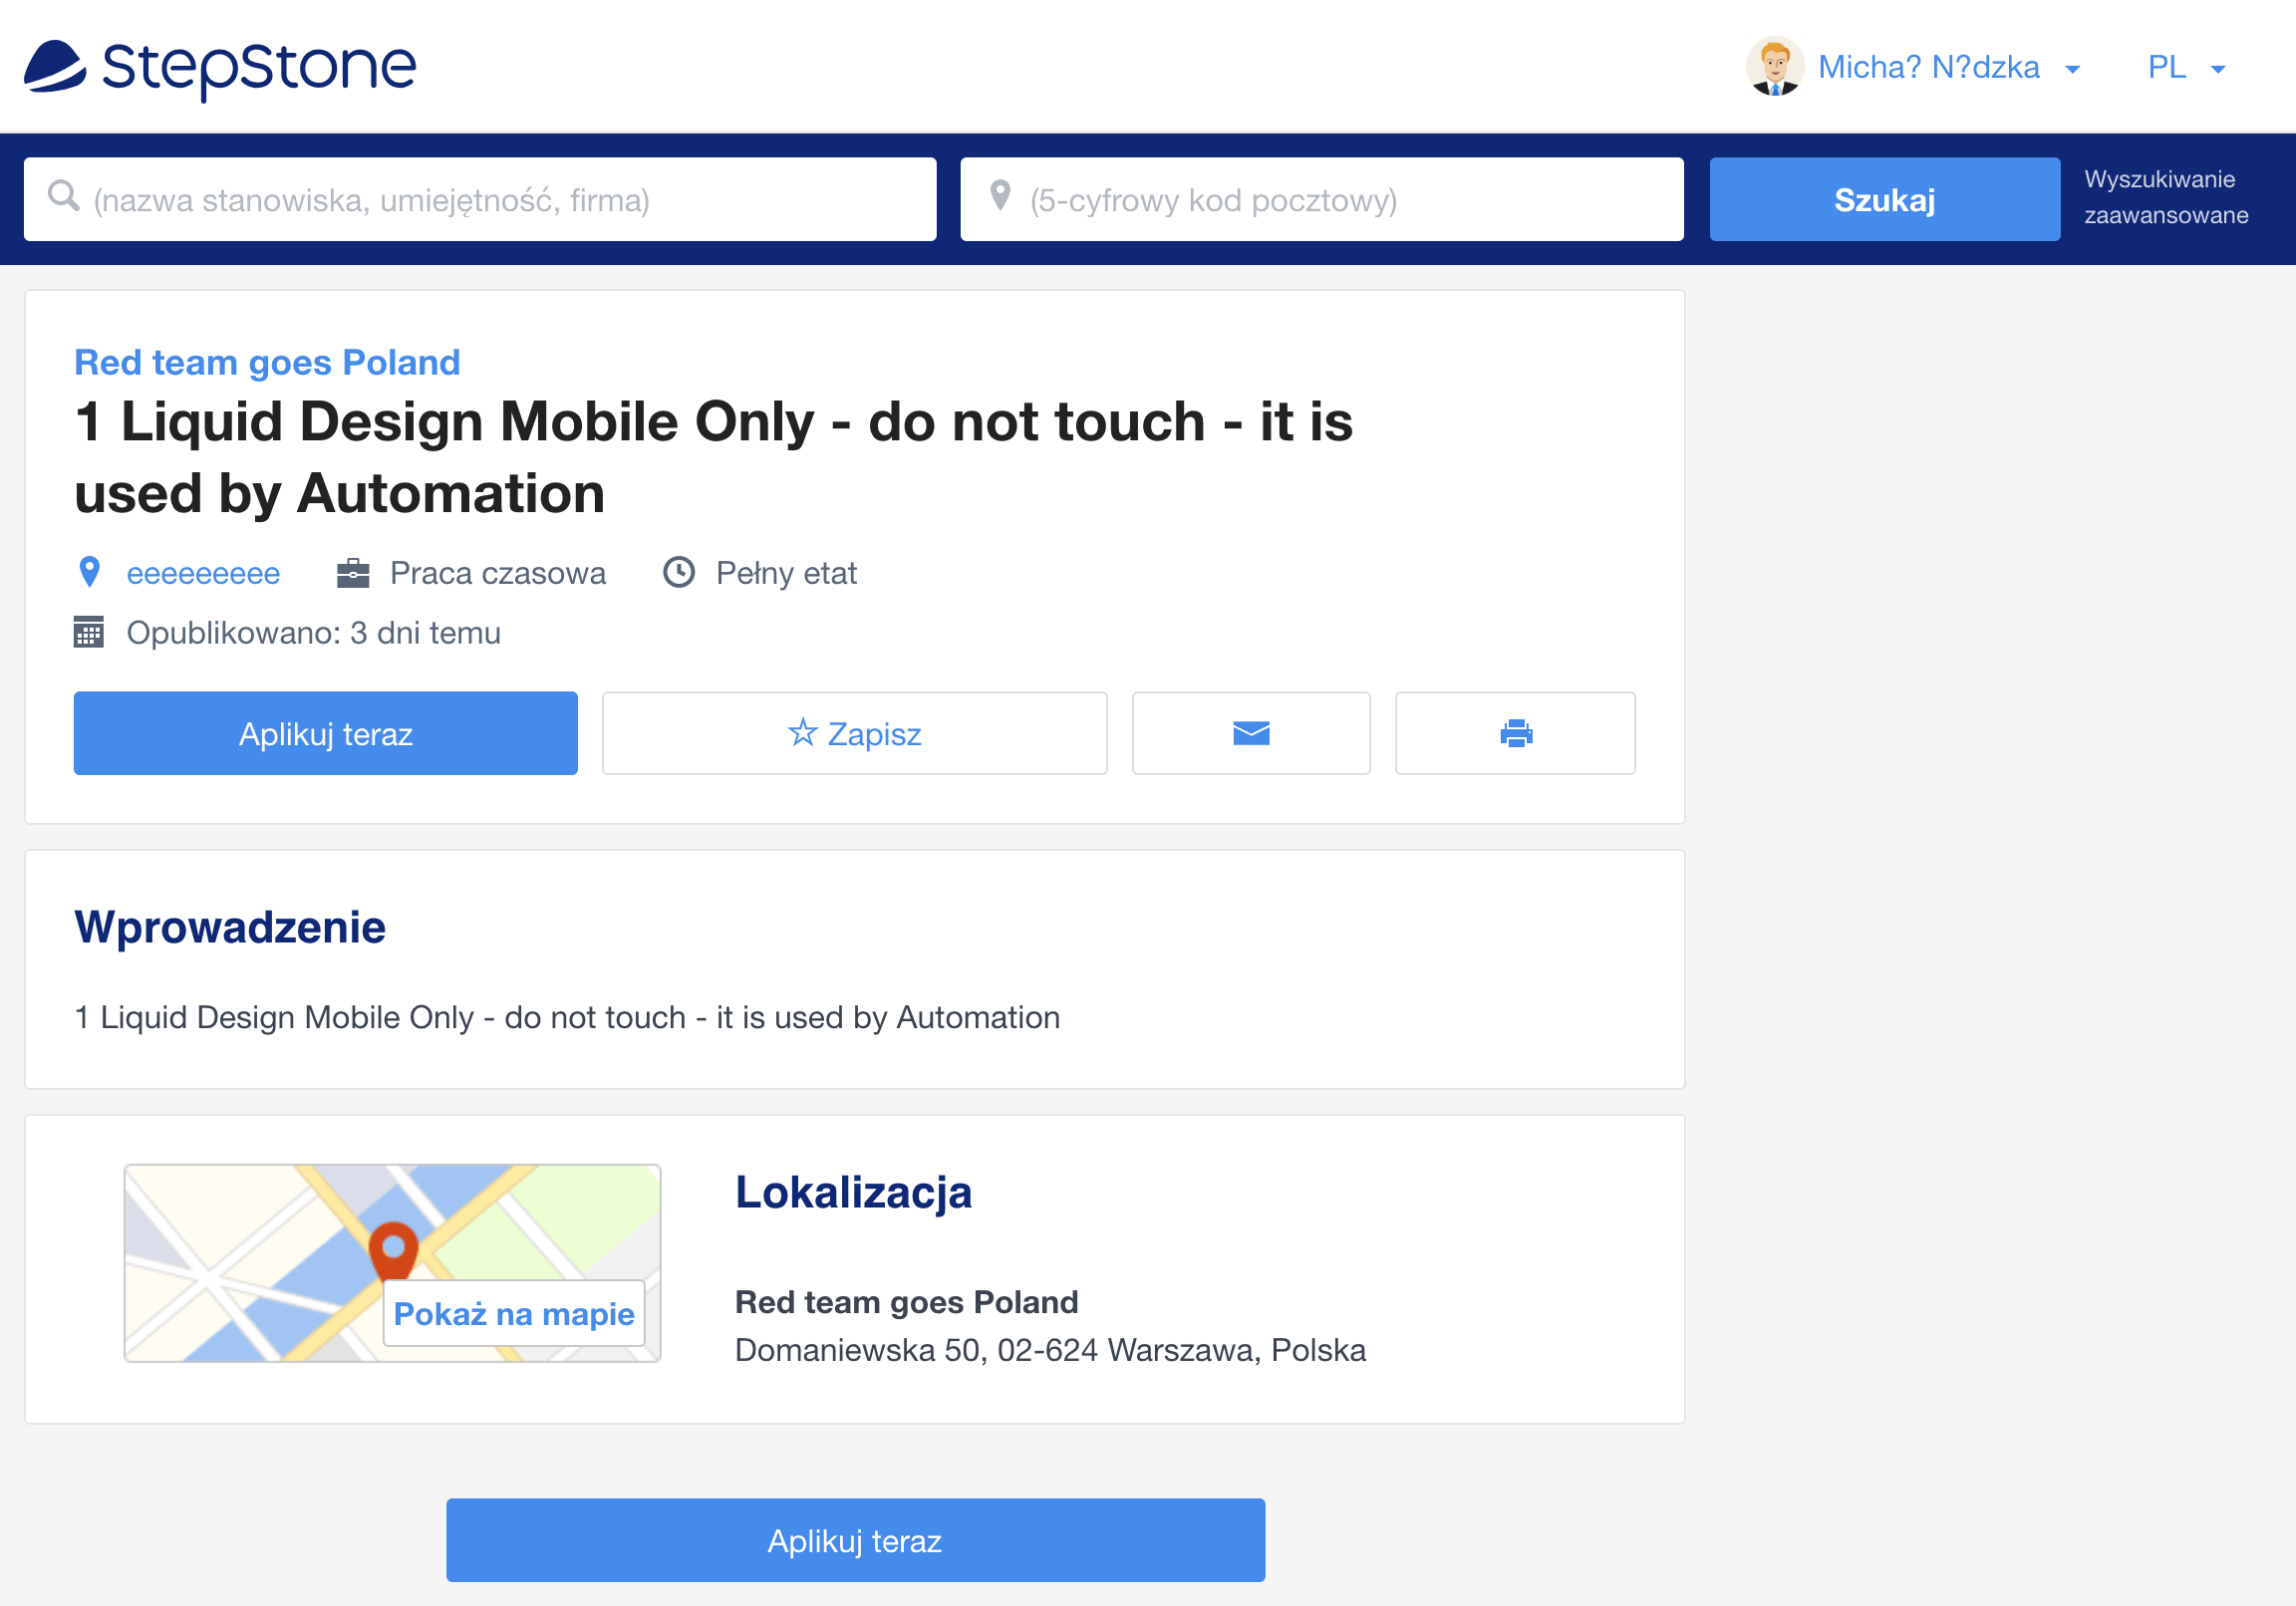 StepStone
Micha? N?dzka
PL
(nazwa stanowiska, umiejętność, firma)
(5-cyfrowy kod pocztowy)
Szukaj
Wyszukiwanie
zaawansowane
Red team goes Poland
1 Liquid Design Mobile Only - do not touch - it is
used by Automation
eeeeeeeee
Praca czasowa
Pełny etat
Opublikowano: 3 dni temu
Aplikuj teraz
Zapisz
Wprowadzenie
1 Liquid Design Mobile Only - do not touch - it is used by Automation
Pokaż na mapie
Lokalizacja
Red team goes Poland
Domaniewska 50, 02-624 Warszawa, Polska
Aplikuj teraz